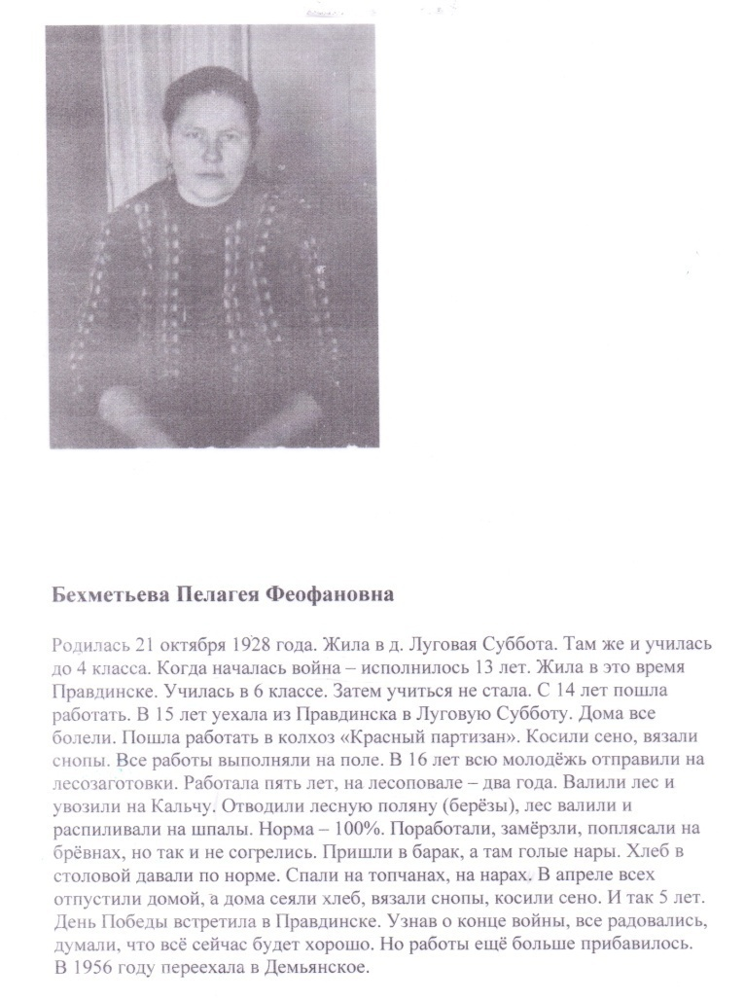 Бехметьева Пелагея Феофановна
Родилась 21 октября 1928 года. Жила в д. Луговая Суббота. Там же и училась
до 4 класса. Когда началась война – исполнилось 13 лет. Жила в это время
Правдинске. Училась в 6 классе. Затем учиться не стала. С 14 лет пошла
работать. В 15 лет уехала из Правдинска в Луговую Субботу. Дома все
болели. Пошла работать в колхоз «Красный партизан». Косили сено, вязали
снопы. Все работы выполняли на поле. В 16 лет всю молодёжь отправили на
лесозаготовки. Работала пять лет, на лесоповале – два года. Валили лес и
увозили на Кальчу. Отводили лесную поляну (берёзы), лес валили и
распиливали на шпалы. Норма – 100%. Поработали, замёрзли, поплясали на
брёвнах, но так и не согрелись. Пришли в барак, а там голые нары. Хлеб в
столовой давали по норме. Спали на топчанах, на нарах. В апреле всех
отпустили домой, а дома сеяли хлеб, вязали снопы, косили сено. И так 5 лет.
День Победы встретила в Правдинске. Узнав о конце войны, все радовались,
думали, что всё сейчас будет хорошо. Но работы ещё больше прибавилось.
В 1956 году переехала в Демьянское.